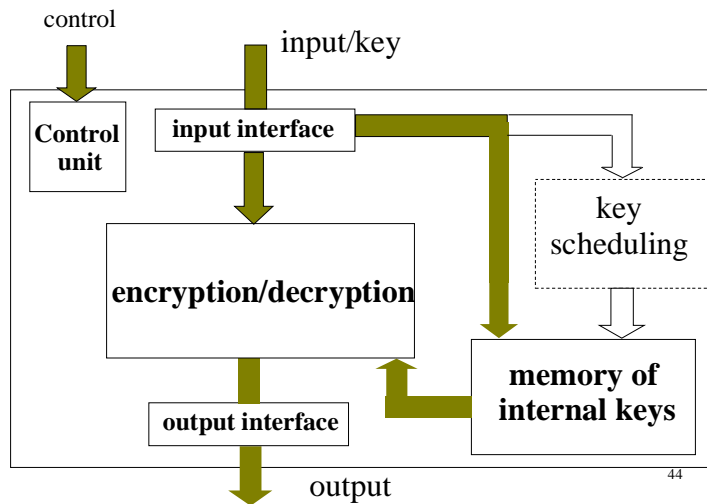 control
input/key
Control
unit
input interface
key
scheduling
encryption/decryption
memory of
internal keys
output interface
output
44